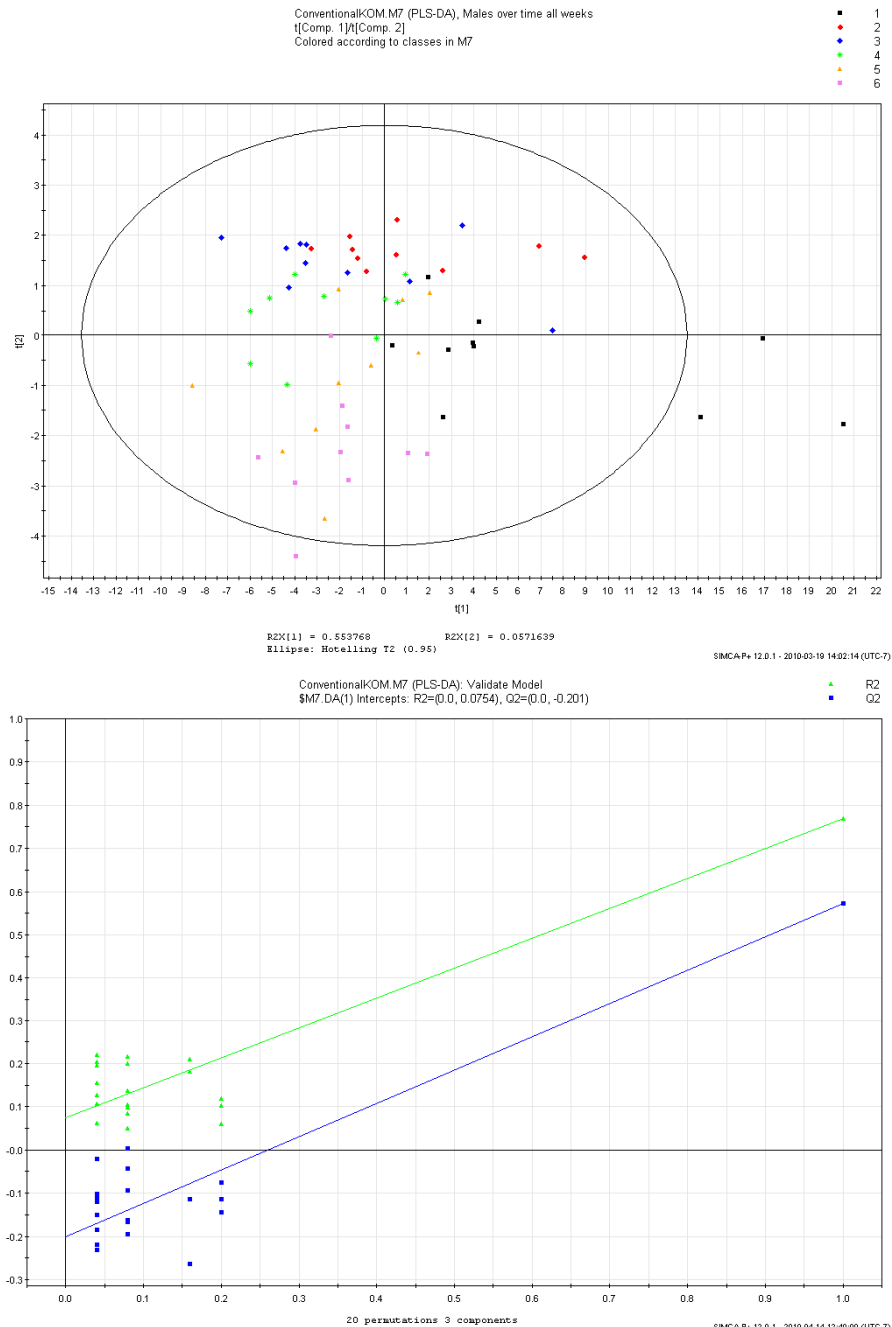 ConventionalKOM.M7 (PLS-DA), Males over time all weeks
t[Comp. 1]/t[Comp. 2]
Colored according to classes in M7
1
2
3
4
5
6
4
3
2
1
0
-1
-2
-3
-4
t[2]
-15 -14 -13 -12 -11 -10 -9 -8 -7 -6 -5 -4 -3 -2 -1 0 1 2 3 4 5 6 7 8 9 10 11 12 13 14 15 16 17 18 19 20 21 22
t[1]
R2X[1] = 0.553768 R2X[2] = 0.0571639
Ellipse: Hotelling T2 (0.95)
SIMCA-P+ 12.0.1 - 2010-03-19 14:02:14 (UTC-7)
ConventionalKOM.M7 (PLS-DA): Validate Model
$M7.DA(1) Intercepts: R2=(0.0, 0.0754), Q2=(0.0, -0.201)
R2
Q2
1.0
0.9
0.8
0.7
0.6
0.5
0.4
0.3
0.2
0.1
-0.0
-0.1
-0.2
-0.3
0.0 0.1 0.2 0.3 0.4 0.5 0.6 0.7 0.8 0.9 1.0
20 permutations 3 components